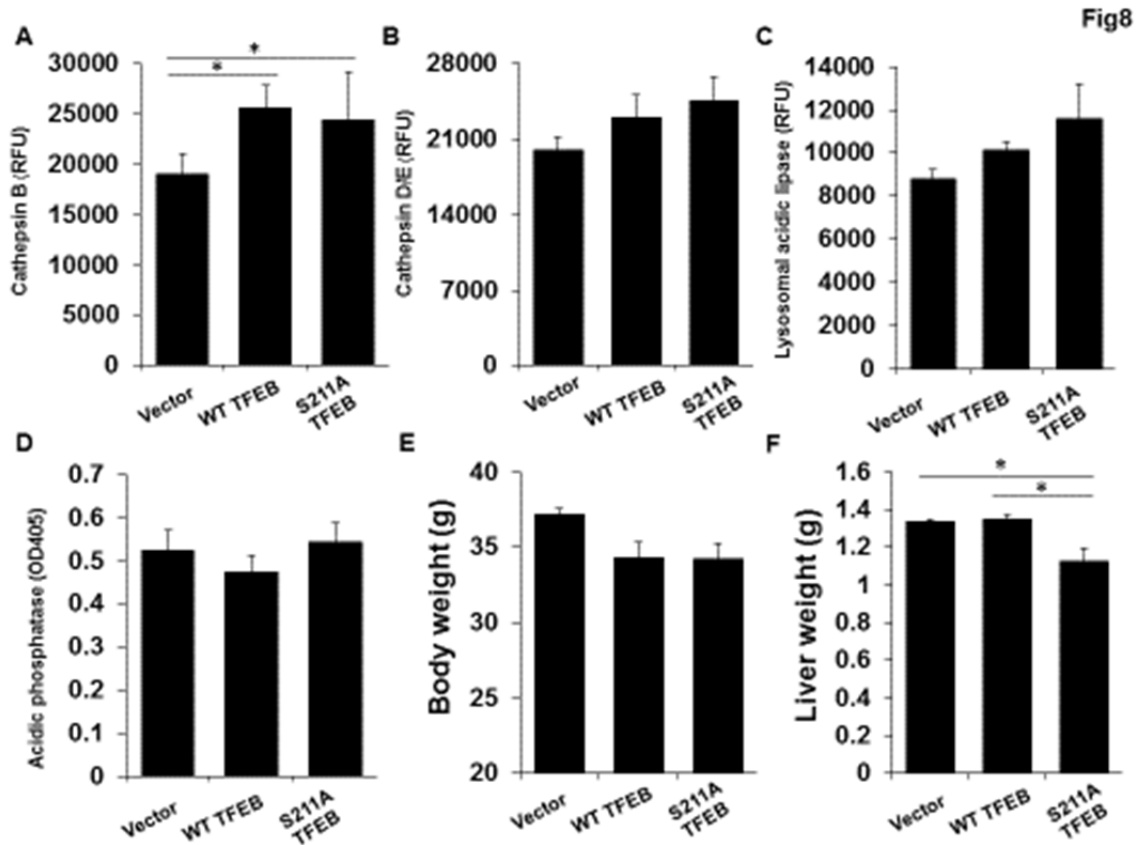 Fig8
A
Cathepsin B (RFU)
30000
25000
20000
15000
10000
5000
0
*
*
Vector
WT TFEB
S211A
TFEB
B
Cathepsin D/E (RFU)
28000
21000
14000
7000
0
Vector
WT TFEB
S211A
TFEB
C
Lysosomal acidic lipase (RFU)
14000
12000
10000
8000
6000
4000
2000
0
Vector
WT TFEB
S211A
TFEB
D
Acidic phosphatase (OD405)
0.7
0.6
0.5
0.4
0.3
0.2
0.1
0
Vector
WT TFEB
S211A
TFEB
E
Body weight (g)
40
35
30
25
20
Vector
WT TFEB
S211A
TFEB
F
Liver weight (g)
1.6
1.4
1.2
1
0.8
0.6
0.4
0.2
0
*
*
Vector
WT TFEB
S211A
TFEB